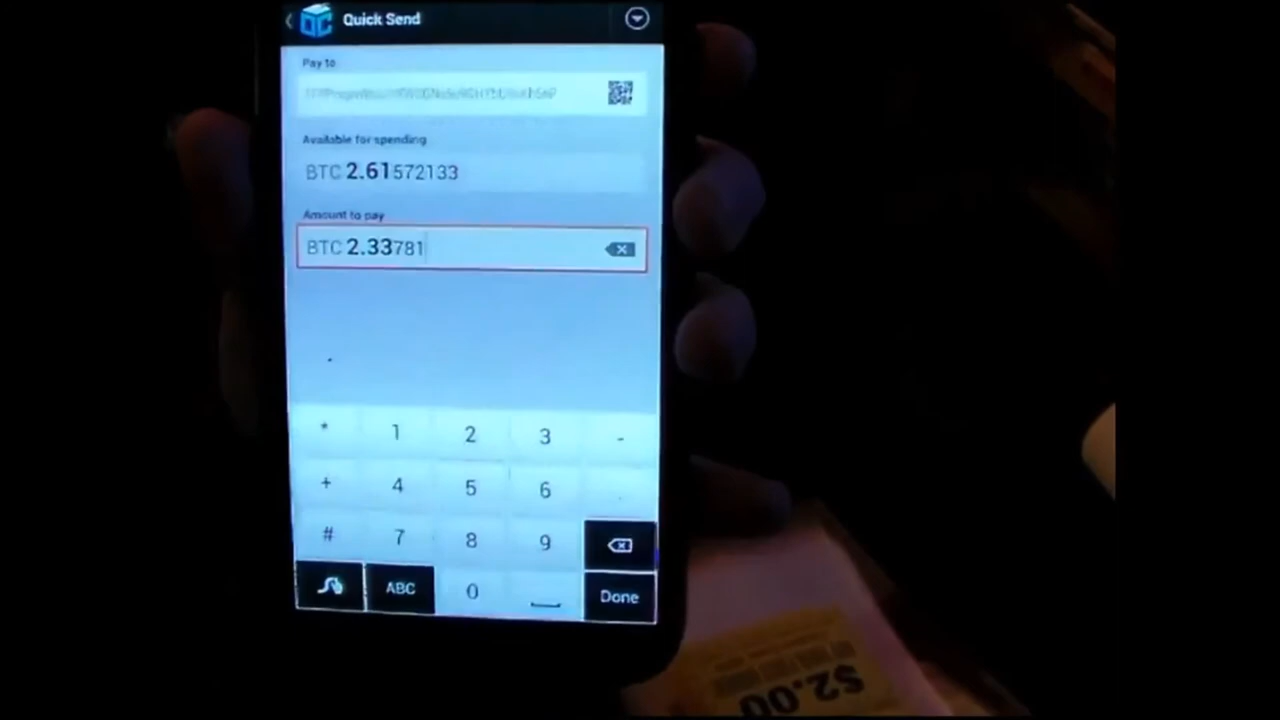 Quick Send
Pay to
Available for spending
BTC 2.61572133
Amount to pay
BTC 2.33781
* 1 2 3 -
+ 4 5 6 .
# 7 8 9
ABC 0 Done
$2.00